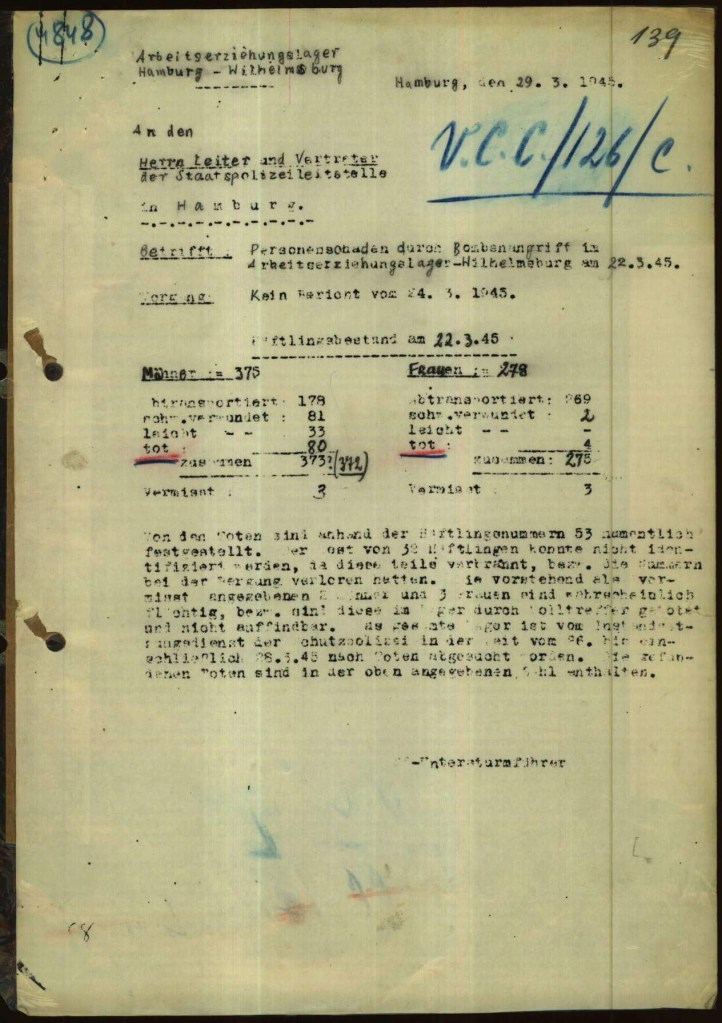 4848
139
Arbeitserziehungslager
Hamburg - Wilhelmsburg
Hamburg, den 29. 3. 1945.
An den
V.C.C./126/C.
Herrn Leiter und Vertreter
der Staatspolizeileitstelle
in Hamburg.
Betrifft: Personenschaden durch Bombenangriff im
Arbeitserziehungslager-Wilhelmsburg am 22.3.45.
Vorgang: Kein Bericht vom 24. 3. 1945.
Häftlingsbestand am 22.3.45
Männer := 375 Frauen := 278
abtransportiert: 178 abtransportiert: 269
schw.verwundet : 81 schw.verwundet : 2
leicht - - 33 leicht - - -
tot : 80 tot : 4
zusammen 373? (372) zusammen: 275
Vermisst : 3 Vermisst : 3
Von den Toten sind anhand der Häftlingsnummern 53 namentlich
festgestellt. Der Rest von Häftlingen konnte nicht iden-
tifiziert werden, da diese teils verbrannt, bezw. die Nummern
bei der Bergung verloren hatten. Die vorstehend als ver-
misst angegebenen Männer und 3 Frauen sind wahrscheinlich
flüchtig, bezw. sind diese im Lager durch Volltreffer getötet
und nicht auffindbar. Das gesamte Lager ist vom Instandset-
zungsdienst der Schutzpolizei in der Zeit vom 26. bis ein-
schließlich 28.3.45 nach Toten abgesucht worden. Die gefun-
denen Toten sind in der oben angegebenen Zahl enthalten.
SS-Untersturmführer
68